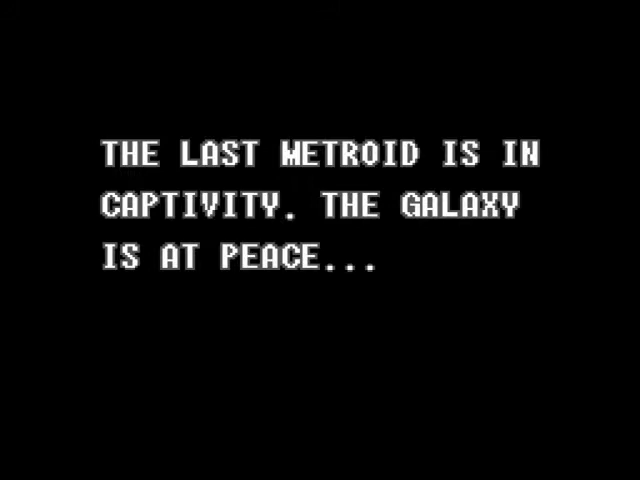 THE LAST METROID IS IN
CAPTIVITY. THE GALAXY
IS AT PEACE...